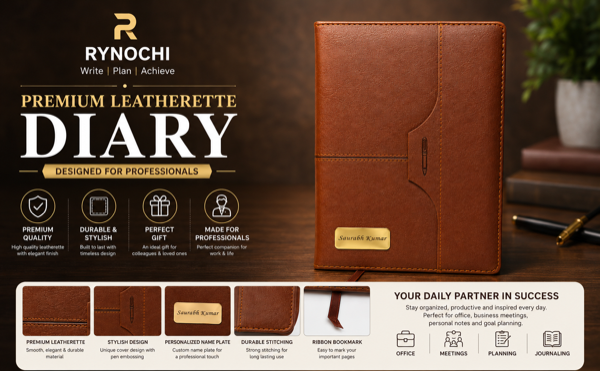 R
RYNOCHI
Write | Plan | Achieve
PREMIUM LEATHERETTE
DIARY
DESIGNED FOR PROFESSIONALS
PREMIUM
QUALITY
High quality leatherette
with elegant finish
DURABLE &
STYLISH
Built to last with
timeless design
PERFECT
GIFT
An ideal gift for
colleagues & loved ones
MADE FOR
PROFESSIONALS
Perfect companion for
work & life
Saurabh Kumar
Saurabh Kumar
PREMIUM LEATHERETTE
Smooth, elegant & durable
material
STYLISH DESIGN
Unique cover design with
pen embossing
PERSONALIZED NAME PLATE
Custom name plate for
a professional touch
DURABLE STITCHING
Strong stitching for
long lasting use
RIBBON BOOKMARK
Easy to mark your
important pages
YOUR DAILY PARTNER IN SUCCESS
Stay organized, productive and inspired every day.
Perfect for office, business meetings,
personal notes and goal planning.
OFFICE
MEETINGS
PLANNING
JOURNALING